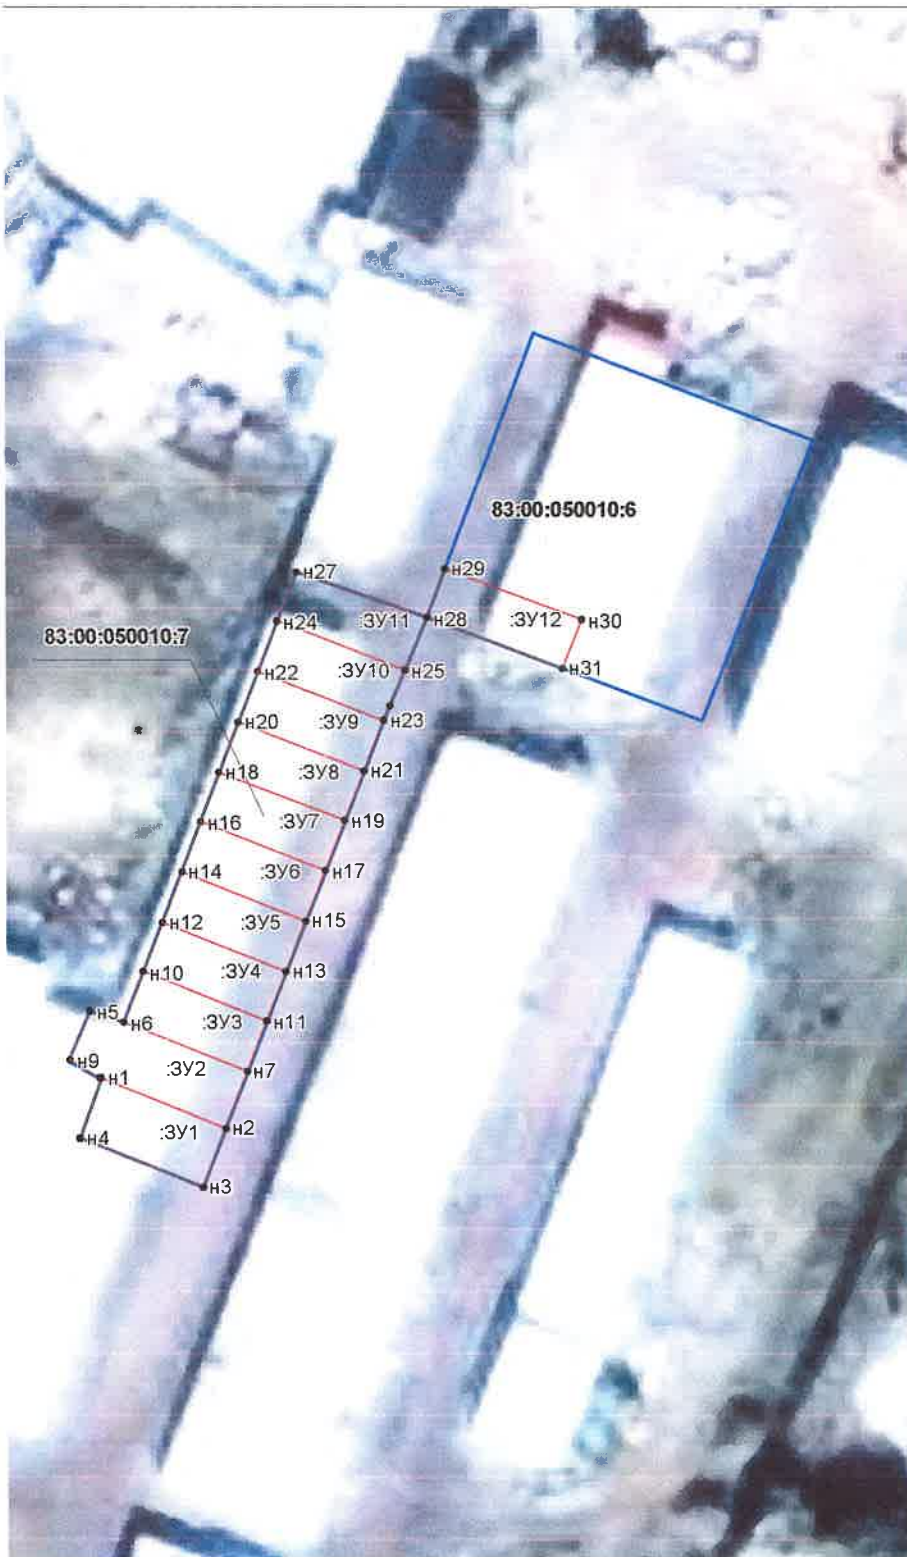 83:00:050010:6
н29
н27
:ЗУ11
н28
:ЗУ12
н30
н24
83:00:050010:7
:ЗУ10
н25
н31
н22
:ЗУ9
н23
н20
:ЗУ8
н21
н18
:ЗУ7
н19
н16
:ЗУ6
н17
н14
:ЗУ5
н15
н12
:ЗУ4
н13
н10
н5
н6
:ЗУ3
н11
н9
н1
:ЗУ2
н7
н4
:ЗУ1
н2
н3